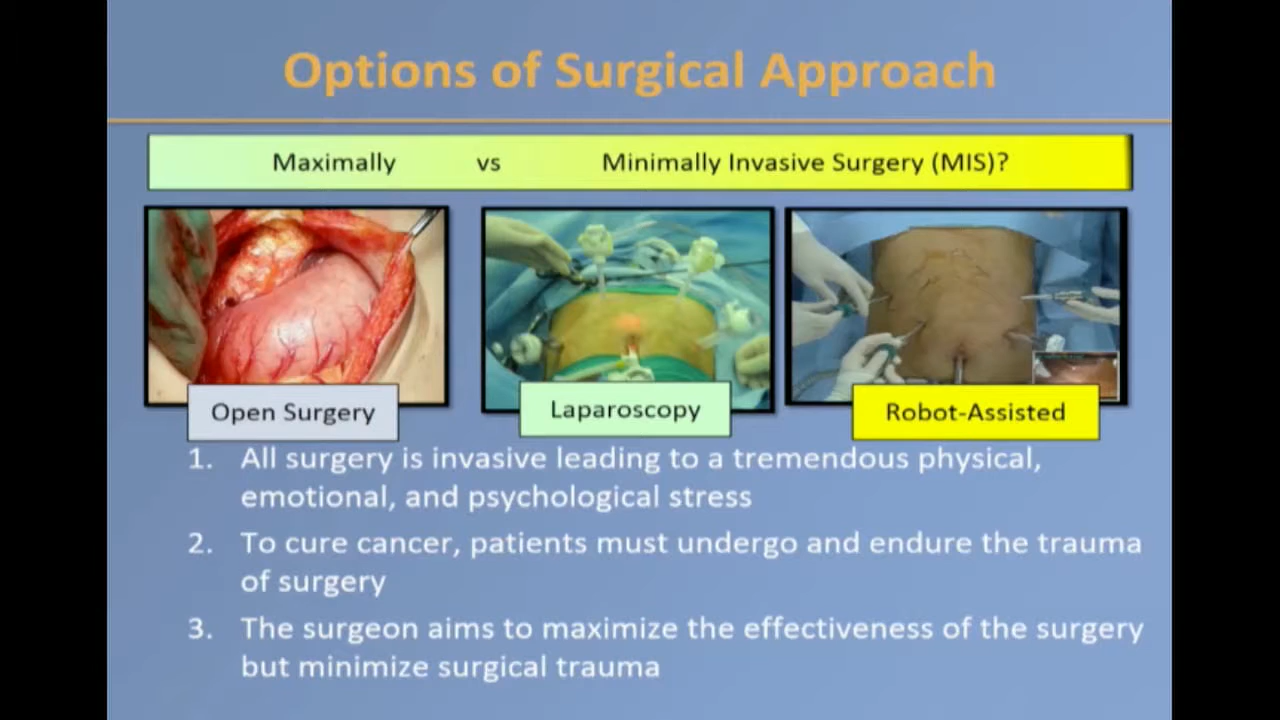 Options of Surgical Approach
Maximally vs Minimally Invasive Surgery (MIS)?
Open Surgery
Laparoscopy
Robot-Assisted
1. All surgery is invasive leading to a tremendous physical,
emotional, and psychological stress
2. To cure cancer, patients must undergo and endure the trauma
of surgery
3. The surgeon aims to maximize the effectiveness of the surgery
but minimize surgical trauma